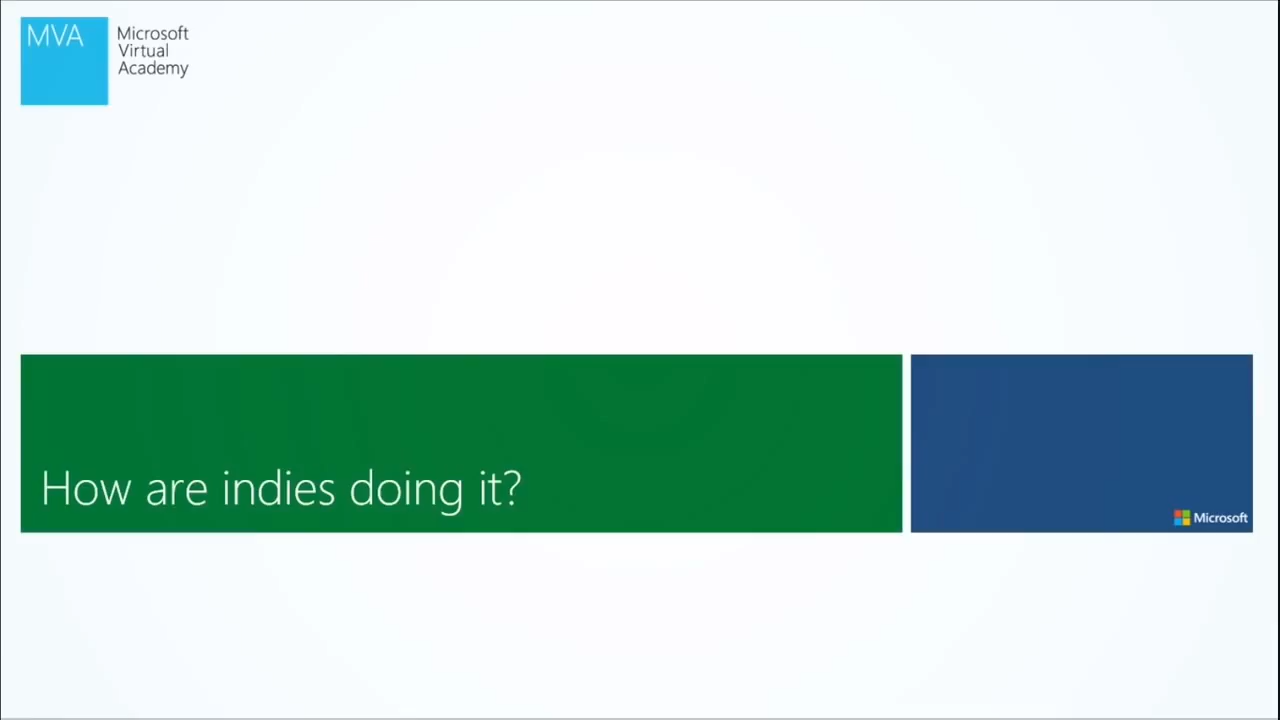 MVA
Microsoft
Virtual
Academy
How are indies doing it?
Microsoft